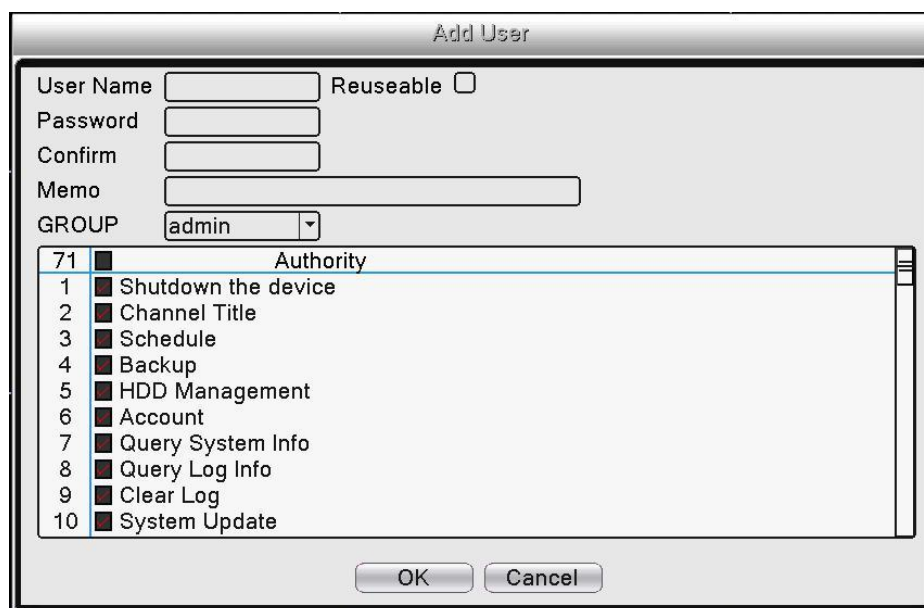 Add User
User Name Reuseable
Password
Confirm
Memo
GROUP admin
71 Authority
1 Shutdown the device
2 Channel Title
3 Schedule
4 Backup
5 HDD Management
6 Account
7 Query System Info
8 Query Log Info
9 Clear Log
10 System Update
OK Cancel